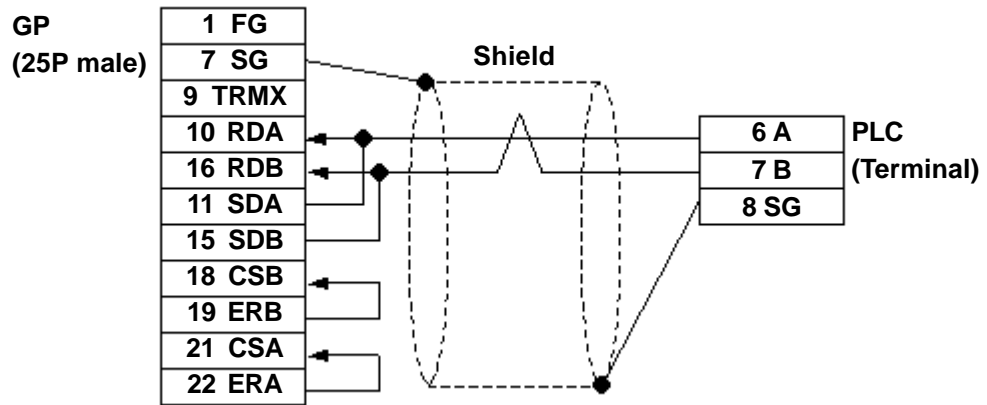 GP
(25P male)
1 FG
7 SG
9 TRMX
10 RDA
16 RDB
11 SDA
15 SDB
18 CSB
19 ERB
21 CSA
22 ERA
Shield
6 A
7 B
8 SG
PLC
(Terminal)